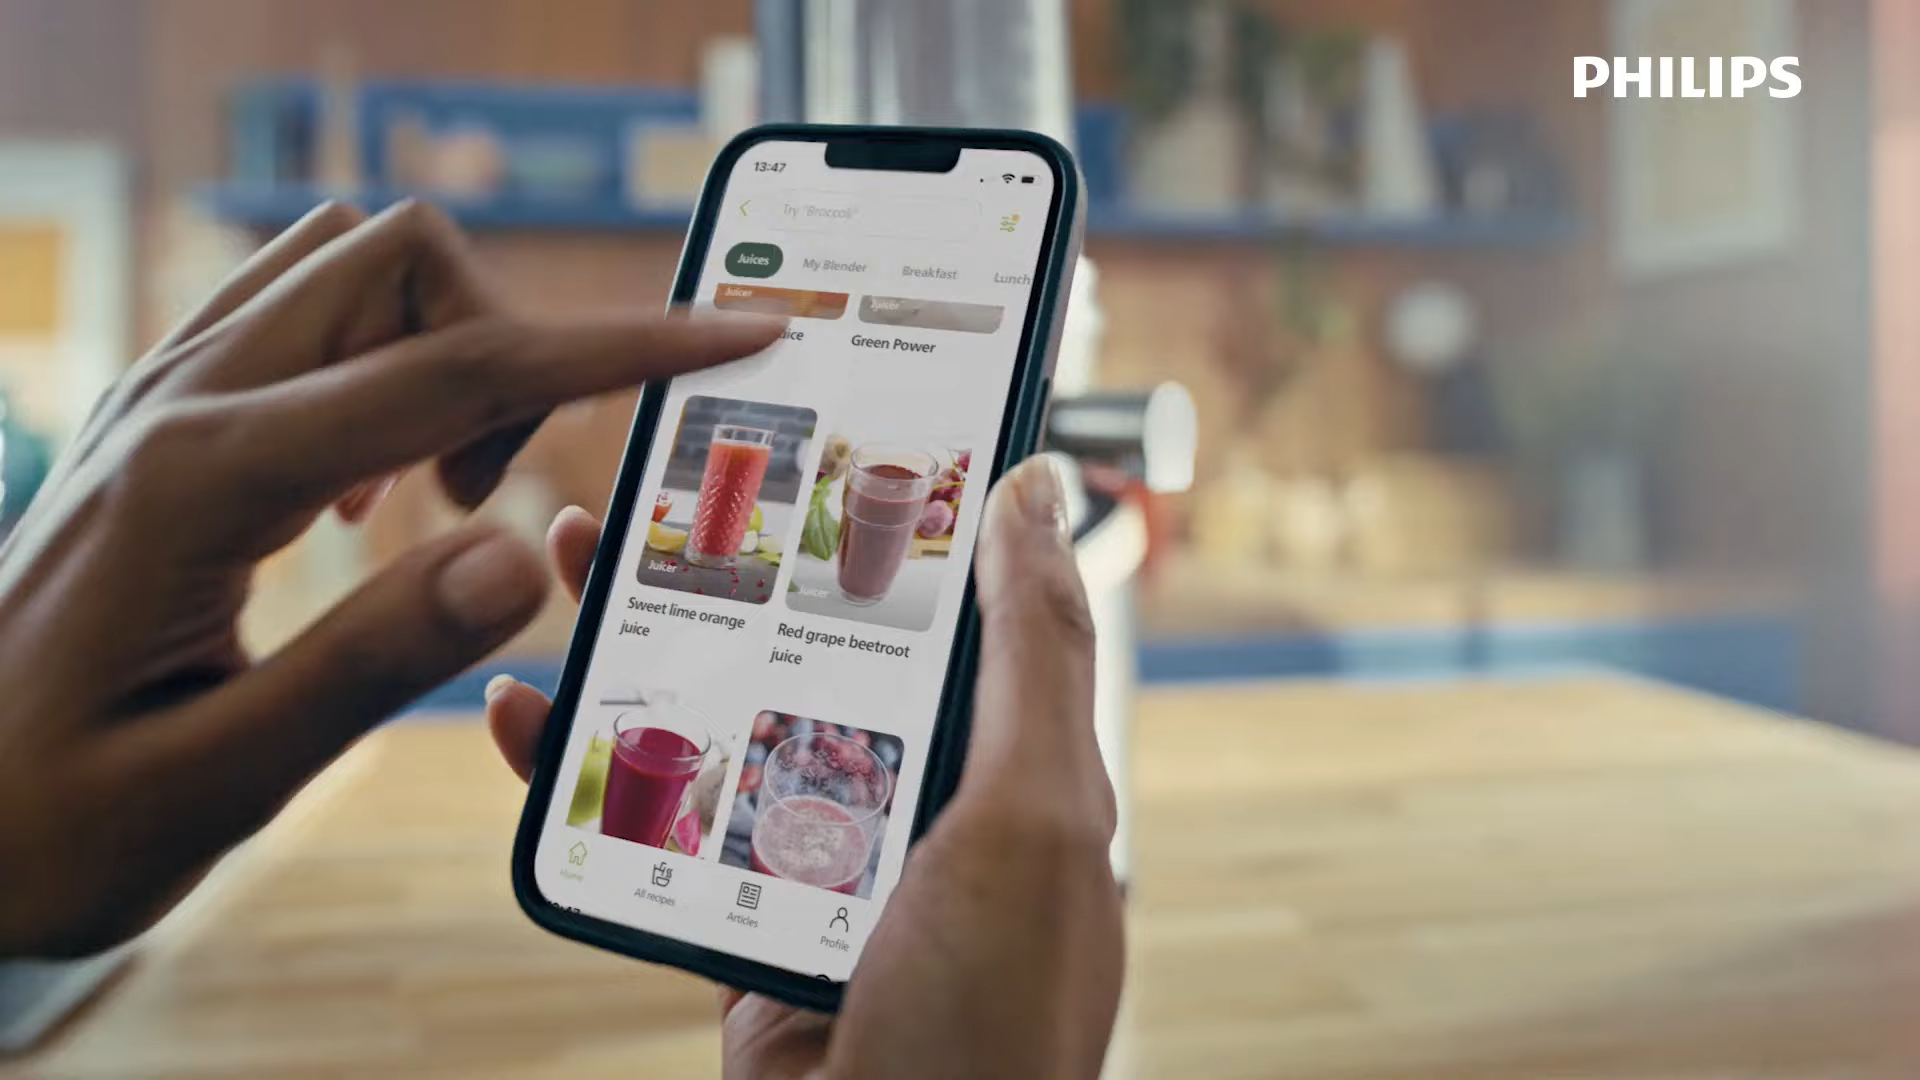 PHILIPS
13:47
Try "Broccoli"
Juices
My Blender
Breakfast
Lunch
Juicer
Juicer
Green Power
Juicer
Juicer
Sweet lime orange
juice
Red grape beetroot
juice
Home
All recipes
Articles
Profile